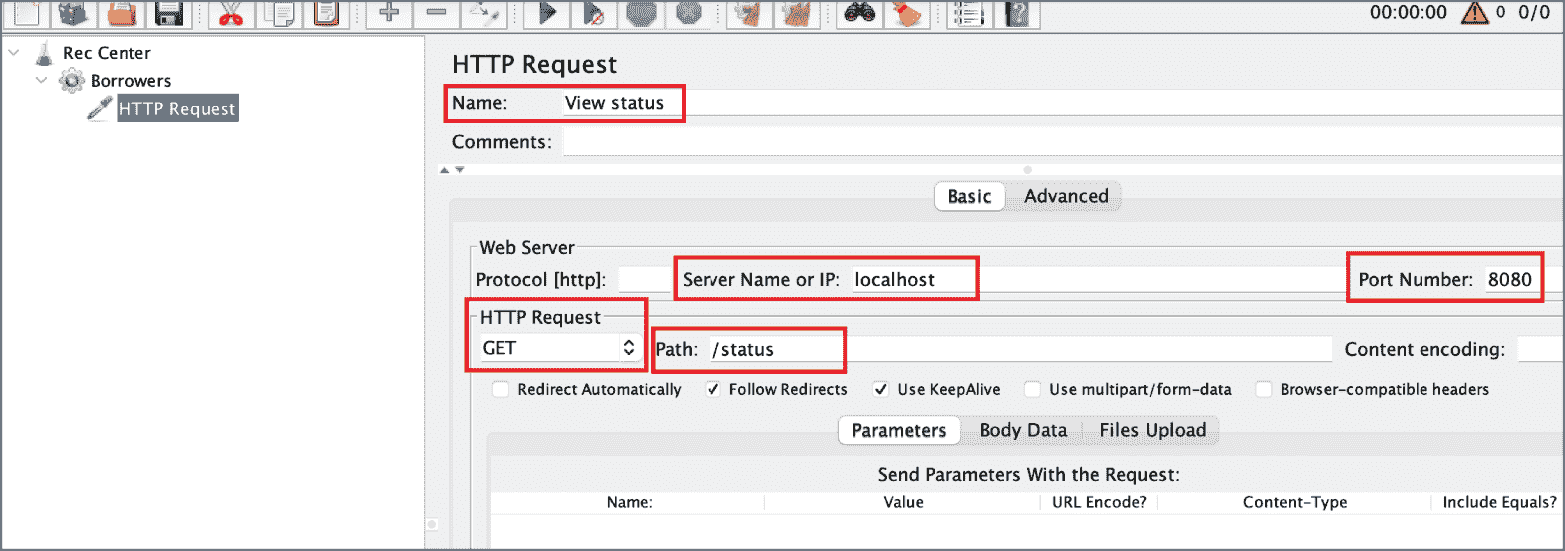 00:00:00 0 0/0
Rec Center
Borrowers
HTTP Request
HTTP Request
Name: View status
Comments:
Basic Advanced
Web Server
Protocol [http]: Server Name or IP: localhost Port Number: 8080
HTTP Request
GET Path: /status Content encoding:
Redirect Automatically Follow Redirects Use KeepAlive Use multipart/form-data Browser-compatible headers
Parameters Body Data Files Upload
Send Parameters With the Request:
Name: Value URL Encode? Content-Type Include Equals?